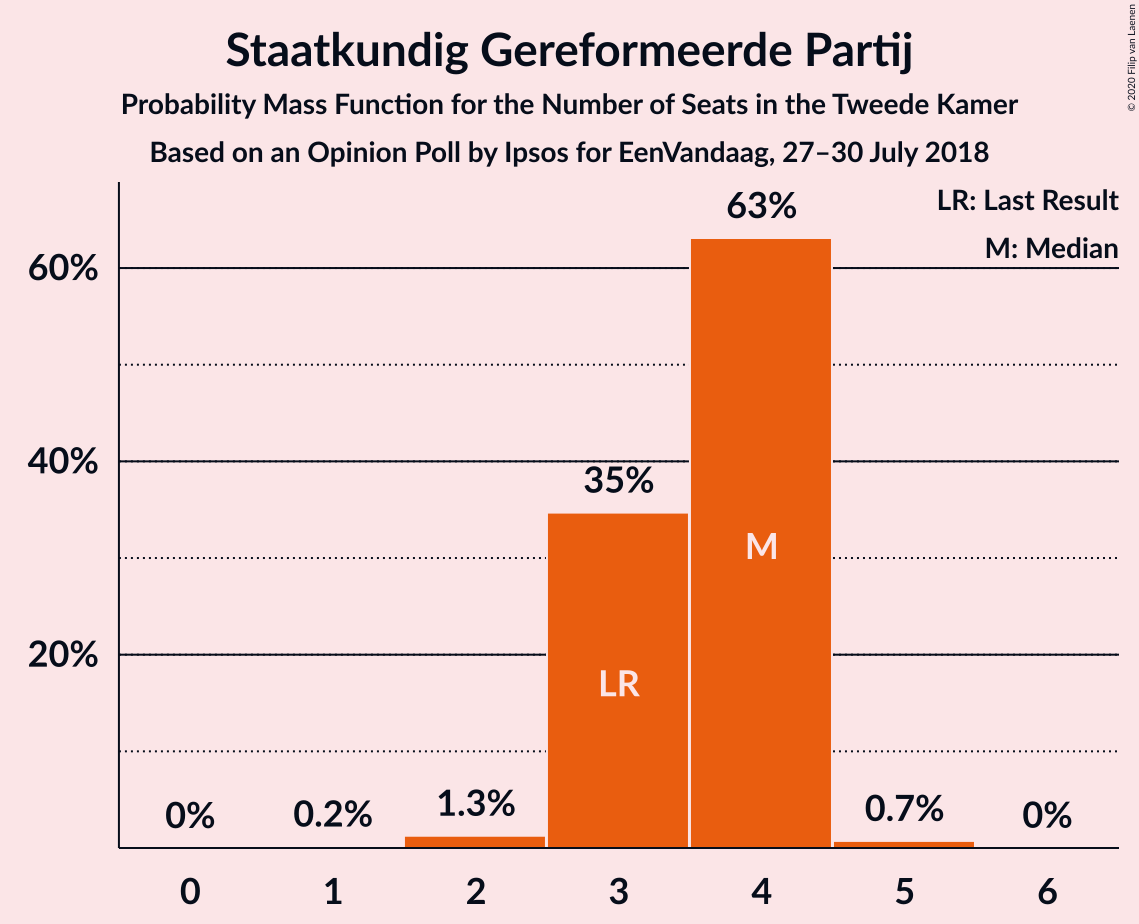 Staatkundig Gereformeerde Partij
Probability Mass Function for the Number of Seats in the Tweede Kamer
Based on an Opinion Poll by Ipsos for EenVandaag, 27–30 July 2018
© 2020 Filip van Laenen
LR: Last Result
M: Median
63%
60%
40%
35%
M
20%
LR
1.3%
0.7%
0%
0.2%
0%
0
1
2
3
4
5
6